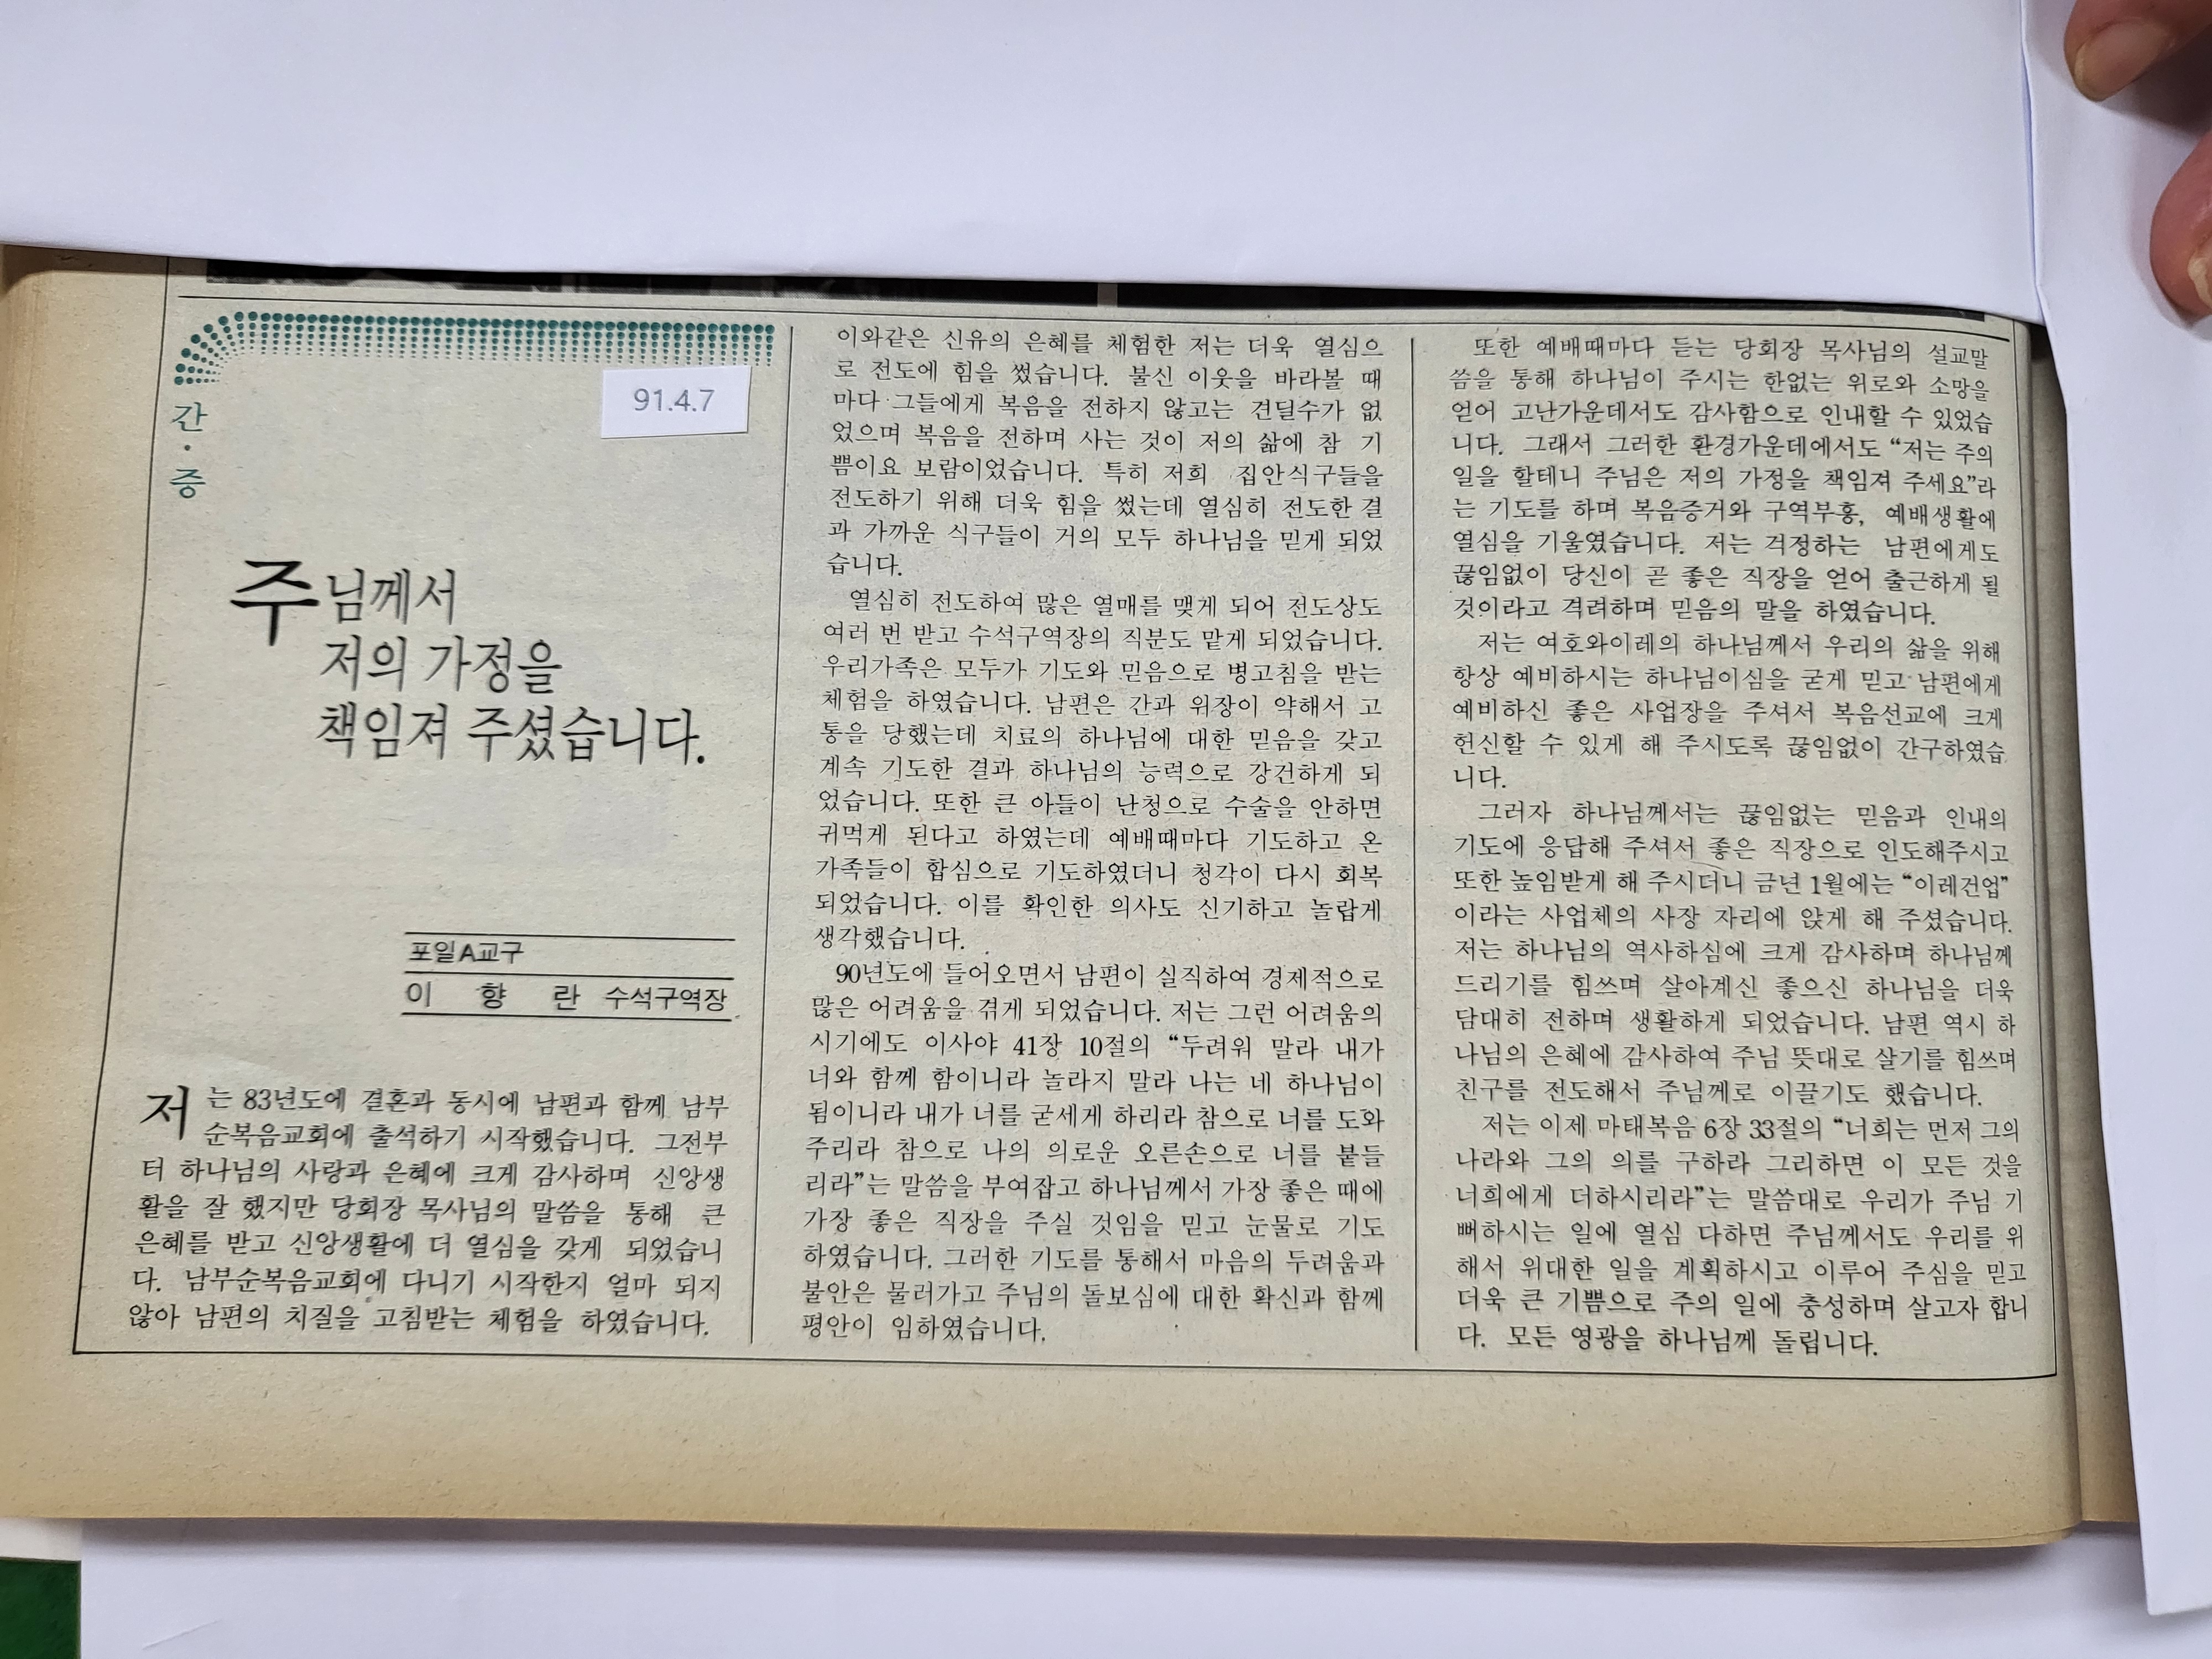 간·증
91.4.7
주님께서
저의 가정을
책임져 주셨습니다.
포일A교구
이 향 란 수석구역장
저는 83년도에 결혼과 동시에 남편과 함께 남부
순복음교회에 출석하기 시작했습니다. 그전부
터 하나님의 사랑과 은혜에 크게 감사하며 신앙생
활을 잘 했지만 당회장 목사님의 말씀을 통해 큰
은혜를 받고 신앙생활에 더 열심을 갖게 되었습니
다. 남부순복음교회에 다니기 시작한지 얼마 되지
않아 남편의 치질을 고침받는 체험을 하였습니다.
이와같은 신유의 은혜를 체험한 저는 더욱 열심으
로 전도에 힘을 썼습니다. 불신 이웃을 바라볼 때
마다 그들에게 복음을 전하지 않고는 견딜수가 없
었으며 복음을 전하며 사는 것이 저의 삶에 참 기
쁨이요 보람이었습니다. 특히 저희 집안식구들을
전도하기 위해 더욱 힘을 썼는데 열심히 전도한 결
과 가까운 식구들이 거의 모두 하나님을 믿게 되었
습니다.
열심히 전도하여 많은 열매를 맺게 되어 전도상도
여러 번 받고 수석구역장의 직분도 맡게 되었습니다.
우리가족은 모두가 기도와 믿음으로 병고침을 받는
체험을 하였습니다. 남편은 간과 위장이 약해서 고
통을 당했는데 치료의 하나님에 대한 믿음을 갖고
계속 기도한 결과 하나님의 능력으로 강건하게 되
었습니다. 또한 큰 아들이 난청으로 수술을 안하면
귀먹게 된다고 하였는데 예배때마다 기도하고 온
가족들이 합심으로 기도하였더니 청각이 다시 회복
되었습니다. 이를 확인한 의사도 신기하고 놀랍게
생각했습니다.
90년도에 들어오면서 남편이 실직하여 경제적으로
많은 어려움을 겪게 되었습니다. 저는 그런 어려움의
시기에도 이사야 41장 10절의 “두려워 말라 내가
너와 함께 함이니라 놀라지 말라 나는 네 하나님이
됨이니라 내가 너를 굳세게 하리라 참으로 너를 도와
주리라 참으로 나의 의로운 오른손으로 너를 붙들
리라”는 말씀을 부여잡고 하나님께서 가장 좋은 때에
가장 좋은 직장을 주실 것임을 믿고 눈물로 기도
하였습니다. 그러한 기도를 통해서 마음의 두려움과
불안은 물러가고 주님의 돌보심에 대한 확신과 함께
평안이 임하였습니다.
또한 예배때마다 듣는 당회장 목사님의 설교말
씀을 통해 하나님이 주시는 한없는 위로와 소망을
얻어 고난가운데서도 감사함으로 인내할 수 있었습
니다. 그래서 그러한 환경가운데에서도 “저는 주의
일을 할테니 주님은 저의 가정을 책임져 주세요”라
는 기도를 하며 복음증거와 구역부흥, 예배생활에
열심을 기울였습니다. 저는 걱정하는 남편에게도
끊임없이 당신이 곧 좋은 직장을 얻어 출근하게 될
것이라고 격려하며 믿음의 말을 하였습니다.
저는 여호와이레의 하나님께서 우리의 삶을 위해
항상 예비하시는 하나님이심을 굳게 믿고 남편에게
예비하신 좋은 사업장을 주셔서 복음선교에 크게
헌신할 수 있게 해 주시도록 끊임없이 간구하였습
니다.
그러자 하나님께서는 끊임없는 믿음과 인내의
기도에 응답해 주셔서 좋은 직장으로 인도해주시고
또한 높임받게 해 주시더니 금년 1월에는 “이레건업”
이라는 사업체의 사장 자리에 앉게 해 주셨습니다.
저는 하나님의 역사하심에 크게 감사하며 하나님께
드리기를 힘쓰며 살아계신 좋으신 하나님을 더욱
담대히 전하며 생활하게 되었습니다. 남편 역시 하
나님의 은혜에 감사하여 주님 뜻대로 살기를 힘쓰며
친구를 전도해서 주님께로 이끌기도 했습니다.
저는 이제 마태복음 6장 33절의 “너희는 먼저 그의
나라와 그의 의를 구하라 그리하면 이 모든 것을
너희에게 더하시리라”는 말씀대로 우리가 주님 기
뻐하시는 일에 열심 다하면 주님께서도 우리를 위
해서 위대한 일을 계획하시고 이루어 주심을 믿고
더욱 큰 기쁨으로 주의 일에 충성하며 살고자 합니
다. 모든 영광을 하나님께 돌립니다.